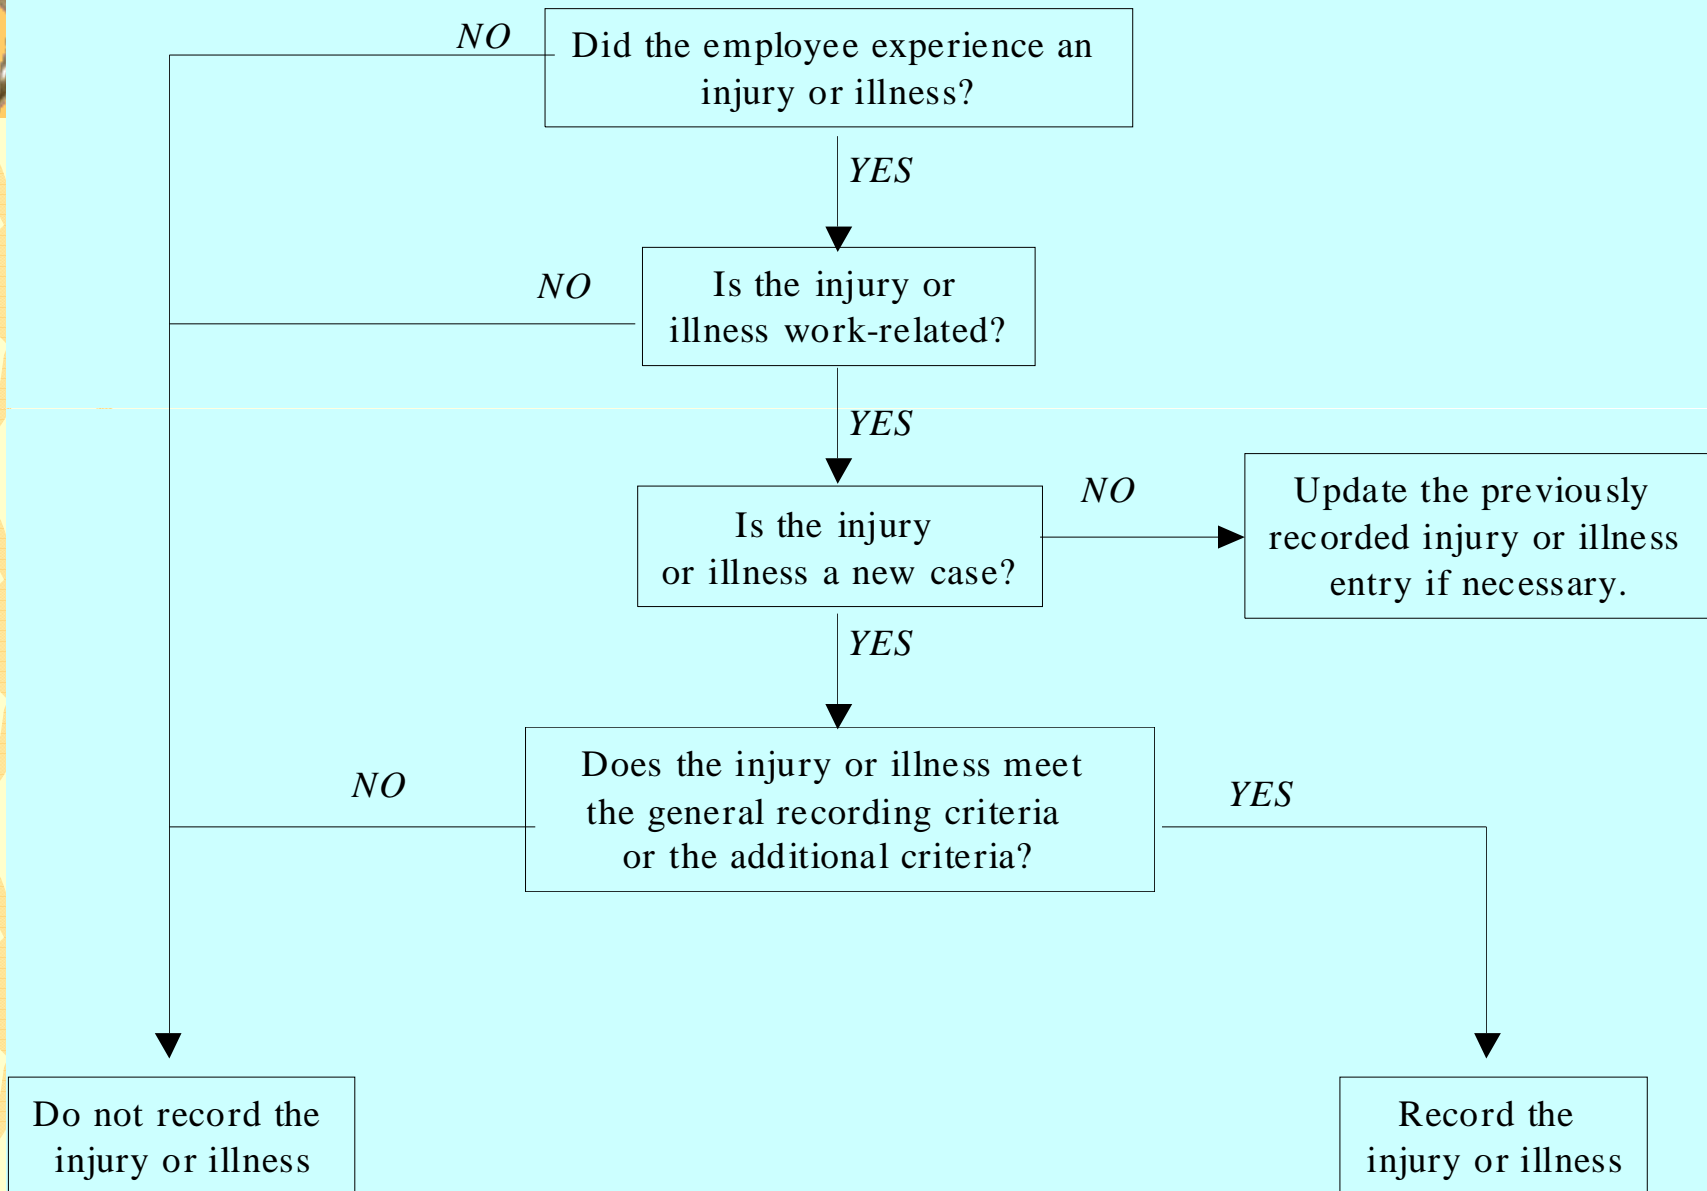 NO
Did the employee experience an
injury or illness?
YES
NO
Is the injury or
illness work-related?
YES
Is the injury
or illness a new case?
NO
Update the previously
recorded injury or illness
entry if necessary.
YES
NO
Does the injury or illness meet
the general recording criteria
or the additional criteria?
YES
Do not record the
injury or illness
Record the
injury or illness